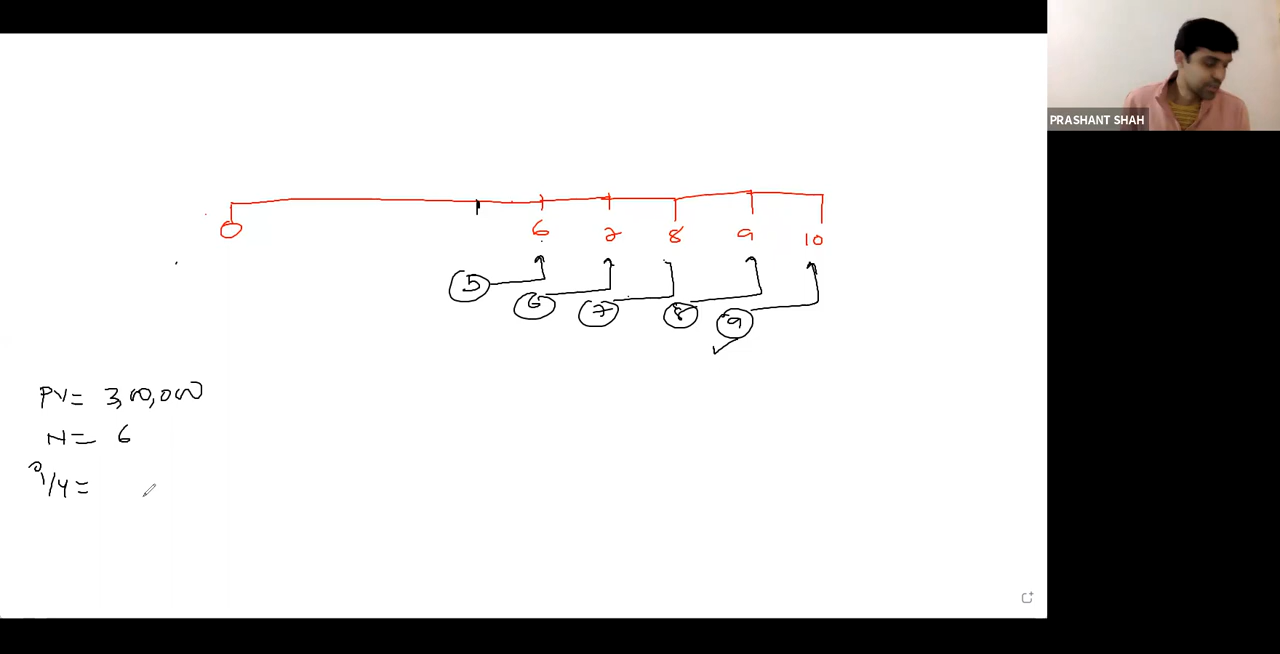 PRASHANT SHAH
0 6 7 8 9 10
5 6 7 8 9
PV= 3,00,000
N= 6
I/Y=